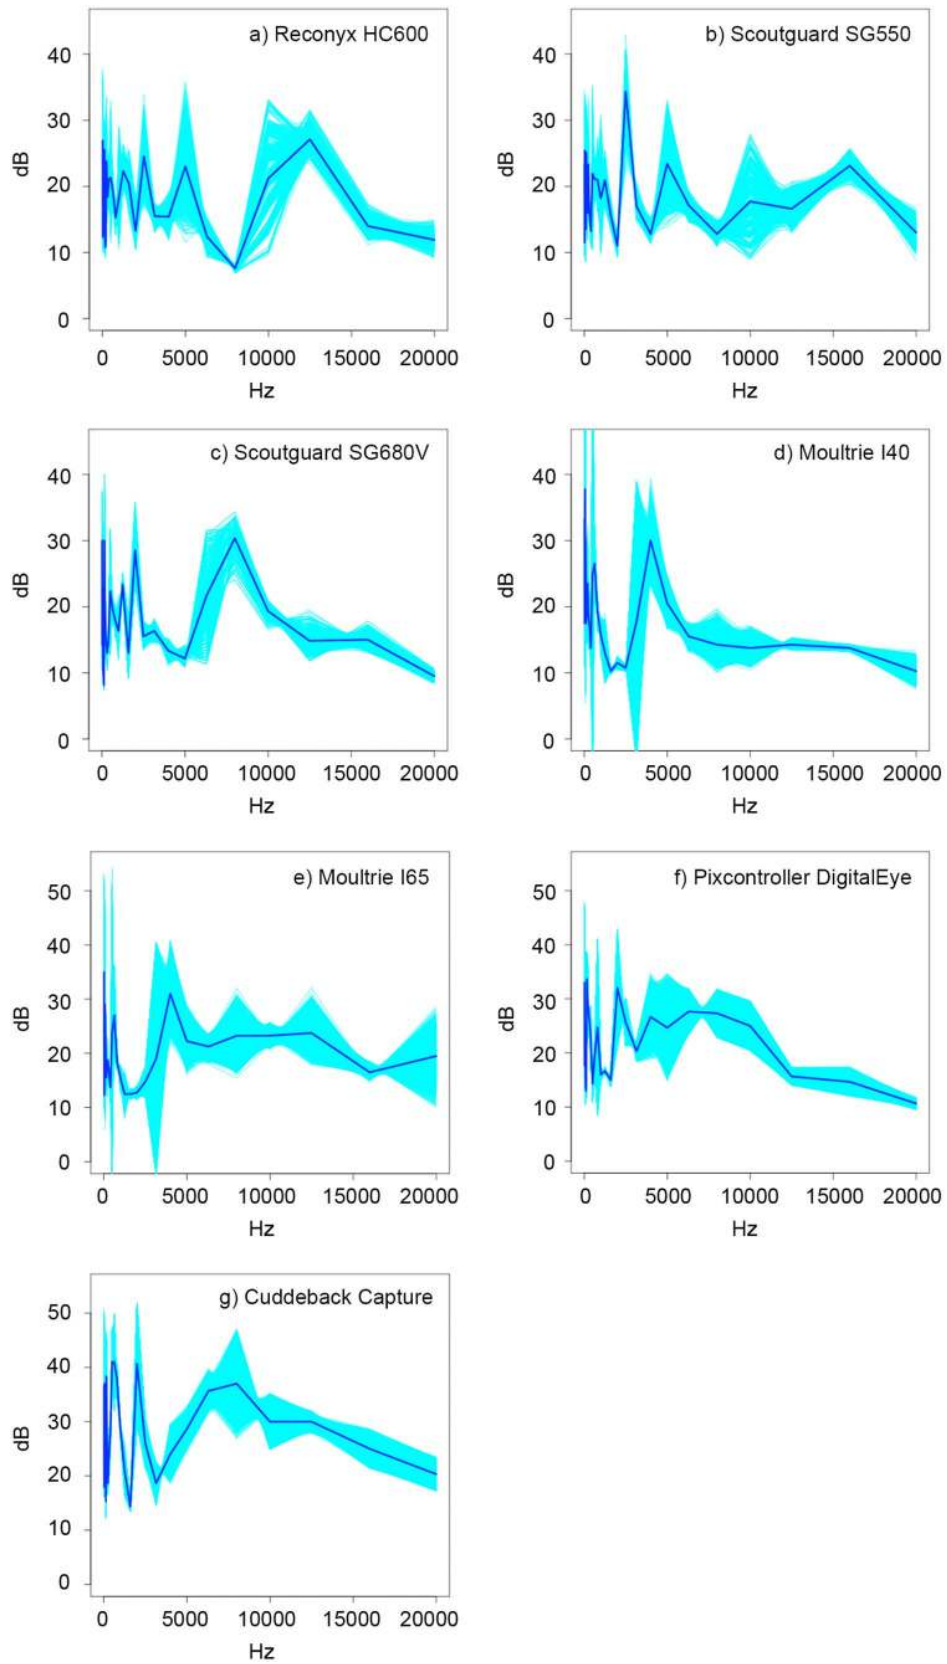 a) Reconyx HC600
40
30
20
10
0
dB
0 5000 10000 15000 20000
Hz
b) Scoutguard SG550
40
30
20
10
0
dB
0 5000 10000 15000 20000
Hz
c) Scoutguard SG680V
40
30
20
10
0
dB
0 5000 10000 15000 20000
Hz
d) Moultrie I40
40
30
20
10
0
dB
0 5000 10000 15000 20000
Hz
e) Moultrie I65
50
40
30
20
10
0
dB
0 5000 10000 15000 20000
Hz
f) Pixcontroller DigitalEye
50
40
30
20
10
0
dB
0 5000 10000 15000 20000
Hz
g) Cuddeback Capture
50
40
30
20
10
0
dB
0 5000 10000 15000 20000
Hz